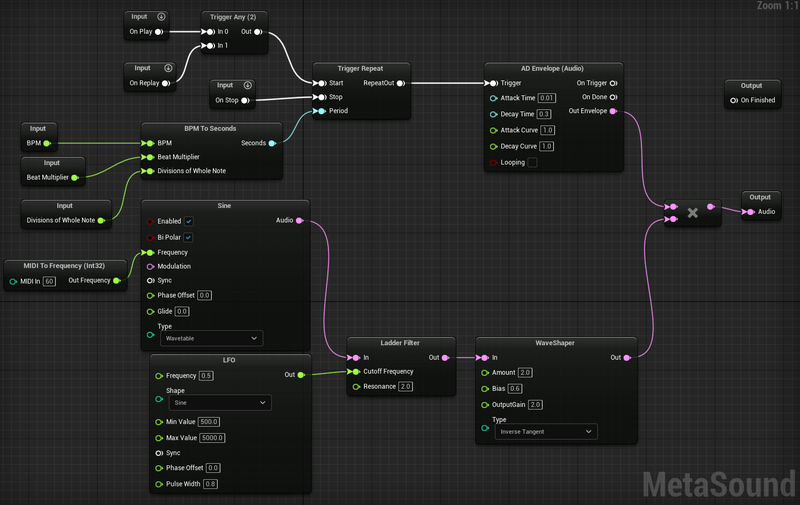 Zoom 1:1
Input
On Play
Trigger Any (2)
In 0
Out
In 1
Input
On Replay
Input
On Stop
Trigger Repeat
Start
RepeatOut
Stop
Period
AD Envelope (Audio)
Trigger
On Trigger
Attack Time 0.01
On Done
Decay Time 0.3
Out Envelope
Attack Curve 1.0
Decay Curve 1.0
Looping
Output
On Finished
Input
BPM
Input
Beat Multiplier
Input
Divisions of Whole Note
BPM To Seconds
BPM
Seconds
Beat Multiplier
Divisions of Whole Note
Output
Audio
MIDI To Frequency (Int32)
MIDI In 60
Out Frequency
Sine
Enabled
Audio
Bi Polar
Frequency
Modulation
Sync
Phase Offset 0.0
Glide 0.0
Type
Wavetable
LFO
Frequency 0.5
Out
Shape
Sine
Min Value 500.0
Max Value 5000.0
Sync
Phase Offset 0.0
Pulse Width 0.8
Ladder Filter
In
Out
Cutoff Frequency
Resonance 2.0
WaveShaper
In
Out
Amount 2.0
Bias 0.6
OutputGain 2.0
Type
Inverse Tangent
MetaSound